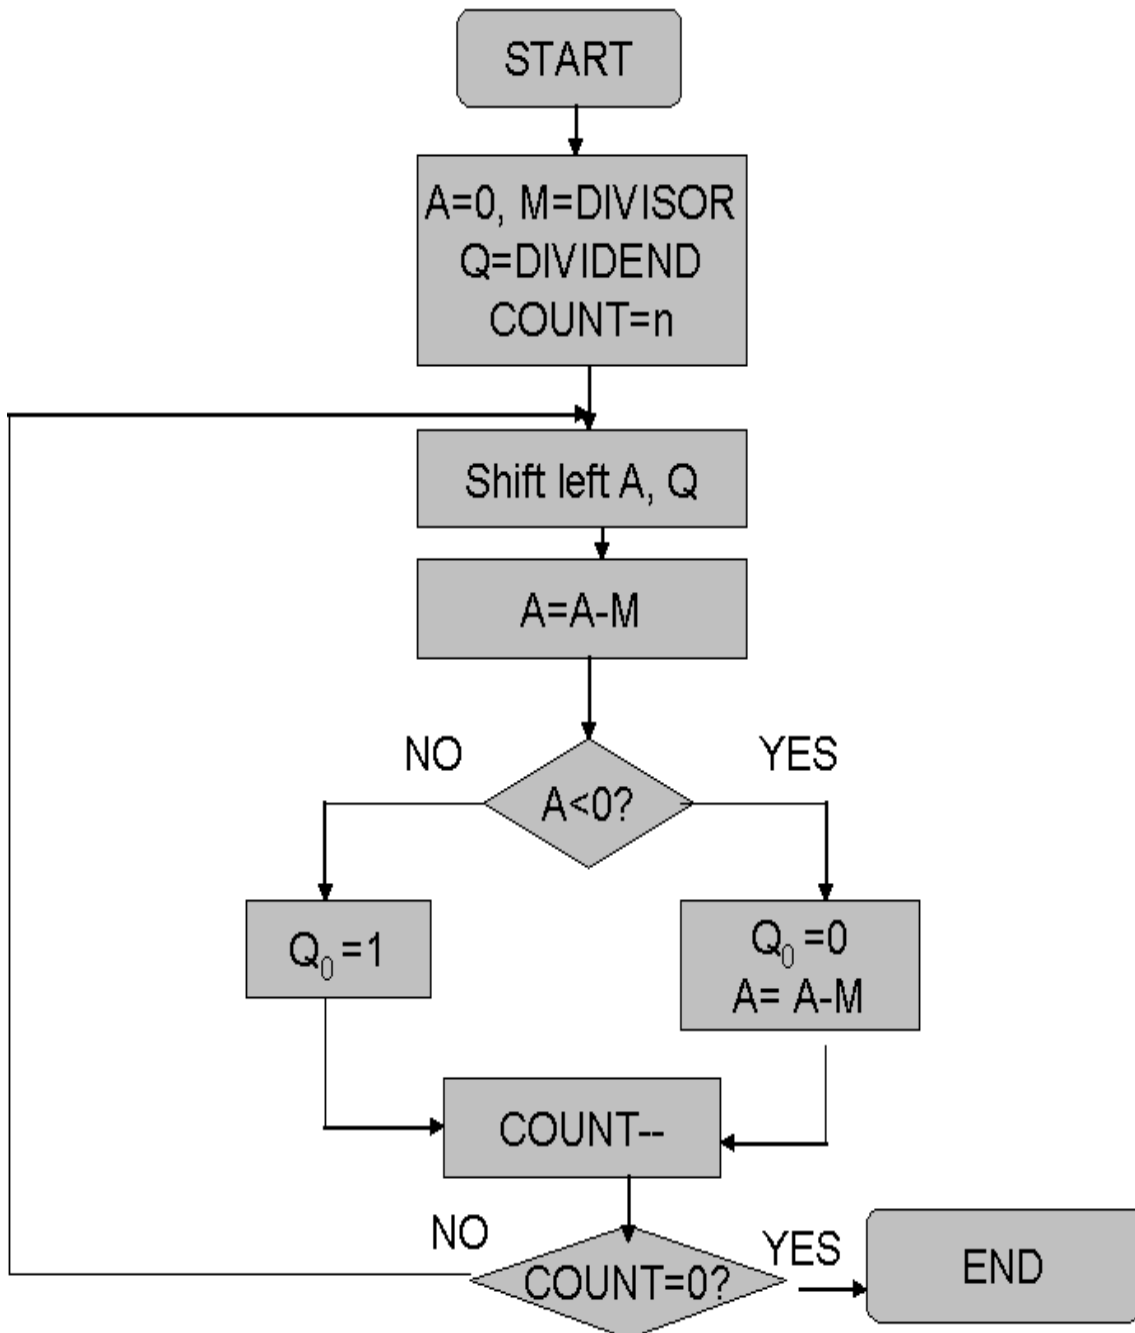 START
A=0, M=DIVISOR
Q=DIVIDEND
COUNT=n
Shift left A, Q
A=A-M
NO
YES
A<0?
Q₀=1
Q₀=0
A= A-M
COUNT--
NO
YES
COUNT=0?
END